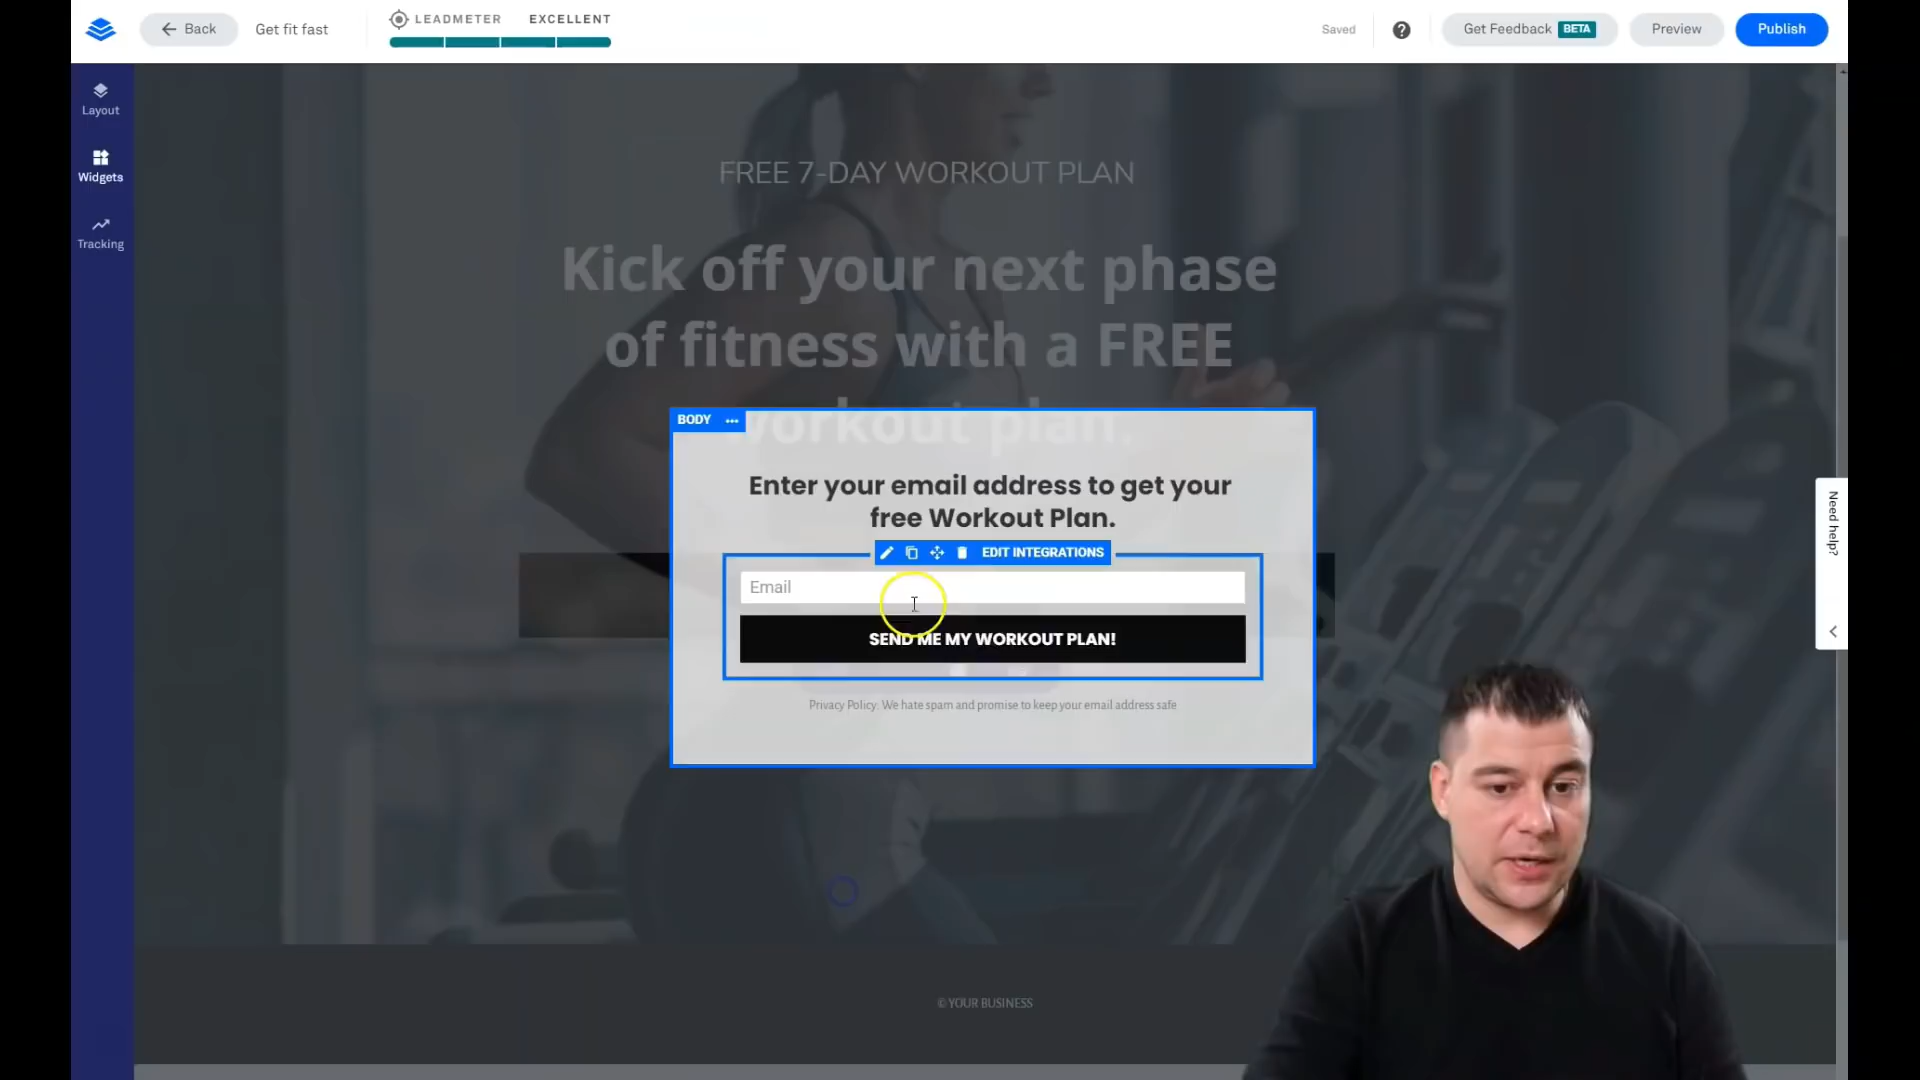 Back
Get fit fast
LEADMETER EXCELLENT
Saved
Get Feedback BETA
Preview
Publish
Layout
Widgets
Tracking
FREE 7-DAY WORKOUT PLAN
Kick off your next phase
of fitness with a FREE
workout plan.
BODY
Enter your email address to get your
free Workout Plan.
EDIT INTEGRATIONS
Email
SEND ME MY WORKOUT PLAN!
Privacy Policy: We hate spam and promise to keep your email address safe
Need help?
© YOUR BUSINESS